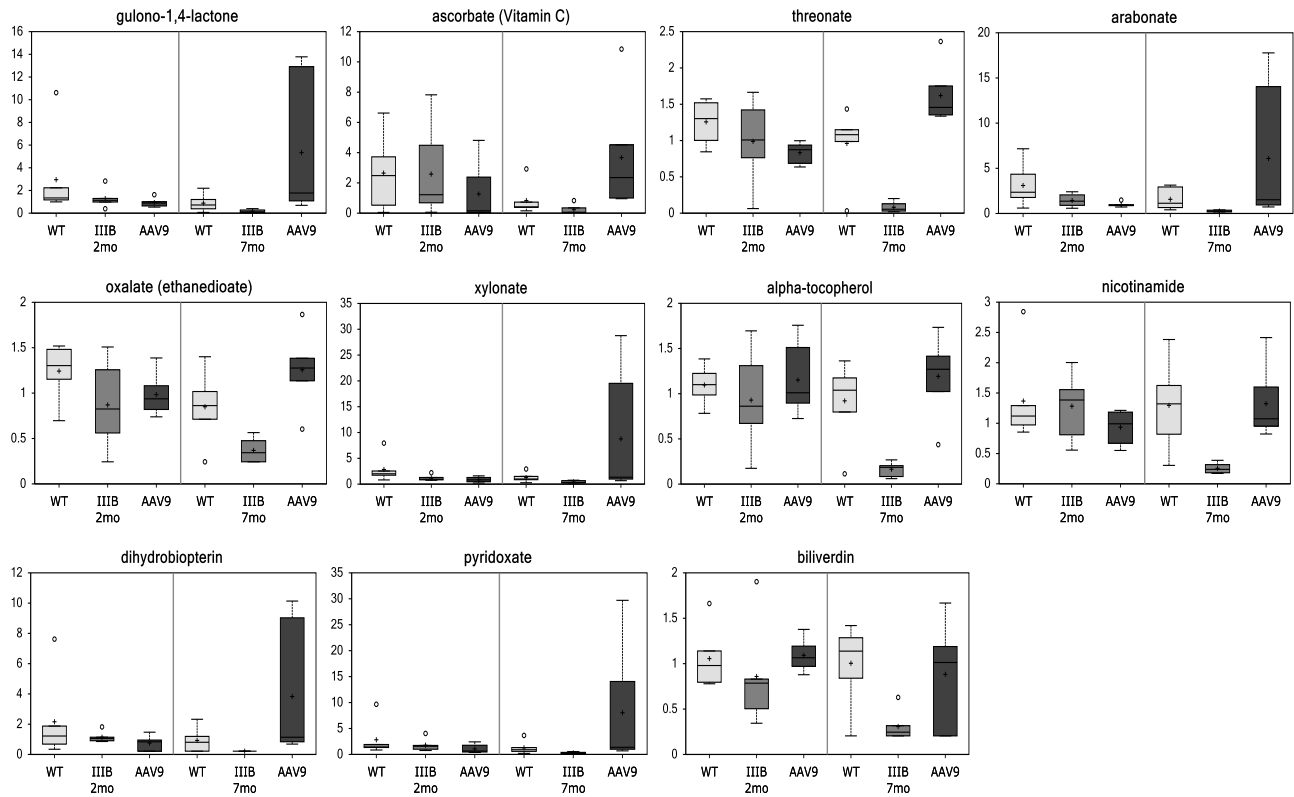 gulono-1,4-lactone
16
14
12
10
8
6
4
2
0
WT IIIB AAV9 WT IIIB AAV9
2mo 7mo
ascorbate (Vitamin C)
12
10
8
6
4
2
0
WT IIIB AAV9 WT IIIB AAV9
2mo 7mo
threonate
2.5
2
1.5
1
0.5
0
WT IIIB AAV9 WT IIIB AAV9
2mo 7mo
arabonate
20
15
10
5
0
WT IIIB AAV9 WT IIIB AAV9
2mo 7mo
oxalate (ethanedioate)
2
1.5
1
0.5
0
WT IIIB AAV9 WT IIIB AAV9
2mo 7mo
xylonate
35
30
25
20
15
10
5
0
WT IIIB AAV9 WT IIIB AAV9
2mo 7mo
alpha-tocopherol
2
1.5
1
0.5
0
WT IIIB AAV9 WT IIIB AAV9
2mo 7mo
nicotinamide
3
2.5
2
1.5
1
0.5
0
WT IIIB AAV9 WT IIIB AAV9
2mo 7mo
dihydrobiopterin
12
10
8
6
4
2
0
WT IIIB AAV9 WT IIIB AAV9
2mo 7mo
pyridoxate
35
30
25
20
15
10
5
0
WT IIIB AAV9 WT IIIB AAV9
2mo 7mo
biliverdin
2
1.5
1
0.5
0
WT IIIB AAV9 WT IIIB AAV9
2mo 7mo